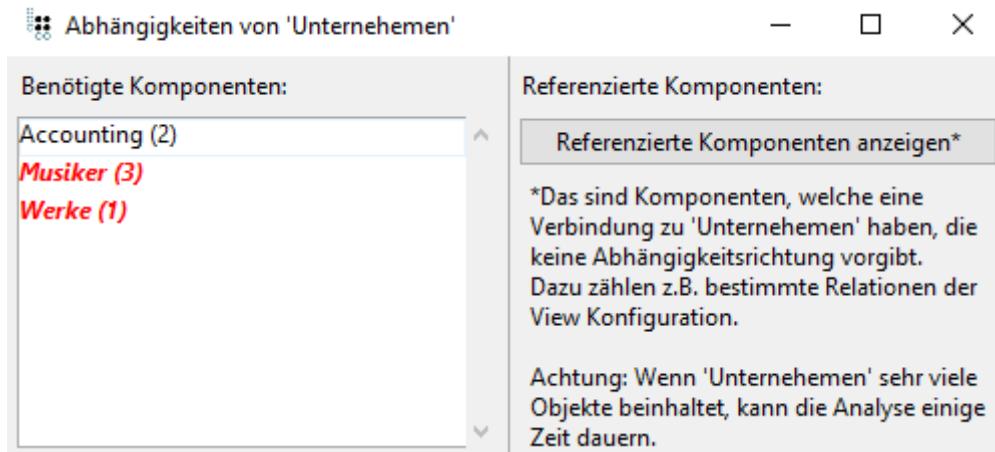 Abhängigkeiten von 'Unternehemen'
Benötigte Komponenten:
Accounting (2)
Musiker (3)
Werke (1)
Referenzierte Komponenten:
Referenzierte Komponenten anzeigen*
*Das sind Komponenten, welche eine
Verbindung zu 'Unternehemen' haben, die
keine Abhängigkeitsrichtung vorgibt.
Dazu zählen z.B. bestimmte Relationen der
View Konfiguration.
Achtung: Wenn 'Unternehemen' sehr viele
Objekte beinhaltet, kann die Analyse einige
Zeit dauern.